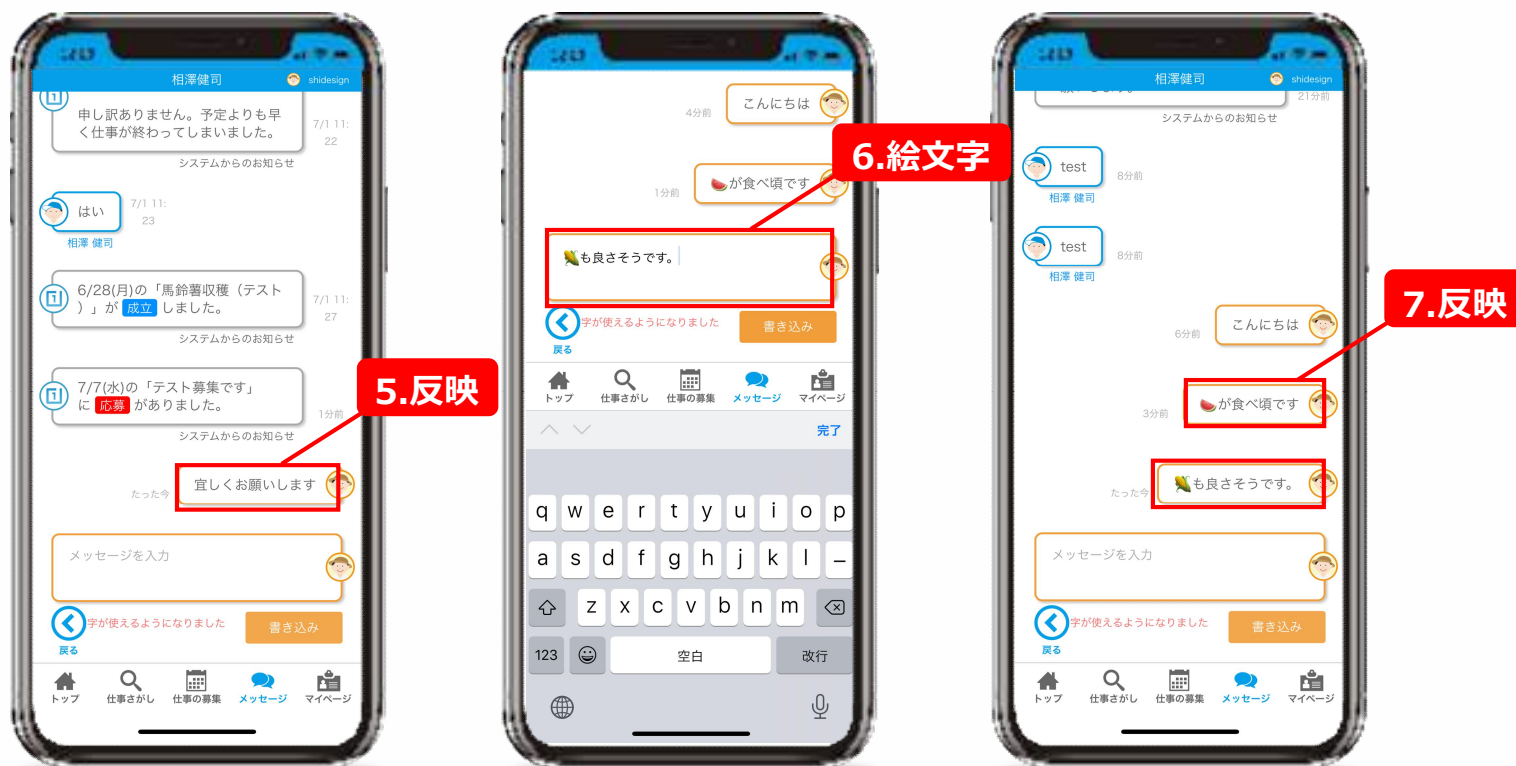 12:13
相澤健司
shidesign
申し訳ありません。予定よりも早
く仕事が終わってしまいました。
7/1 11:
22
システムからのお知らせ
はい
7/1 11:
23
相澤 健司
6/28(月)の「馬鈴薯収穫（テスト
）」が 成立 しました。
7/1 11:
27
システムからのお知らせ
7/7(水)の「テスト募集です」
に 応募 がありました。
1分前
システムからのお知らせ
5.反映
宜しくお願いします
たった今
メッセージを入力
字が使えるようになりました
書き込み
戻る
トップ
仕事さがし
仕事の募集
メッセージ
マイページ
こんにちは
4分前
6.絵文字
🍉が食べ頃です
1分前
🌽も良さそうです。
字が使えるようになりました
書き込み
戻る
トップ
仕事さがし
仕事の募集
メッセージ
マイページ
完了
q w e r t y u i o p
a s d f g h j k l –
z x c v b n m
123
空白
改行
相澤健司
shidesign
21分前
システムからのお知らせ
test
8分前
相澤 健司
test
8分前
相澤 健司
7.反映
こんにちは
6分前
🍉が食べ頃です
3分前
🌽も良さそうです。
たった今
メッセージを入力
字が使えるようになりました
書き込み
戻る
トップ
仕事さがし
仕事の募集
メッセージ
マイページ